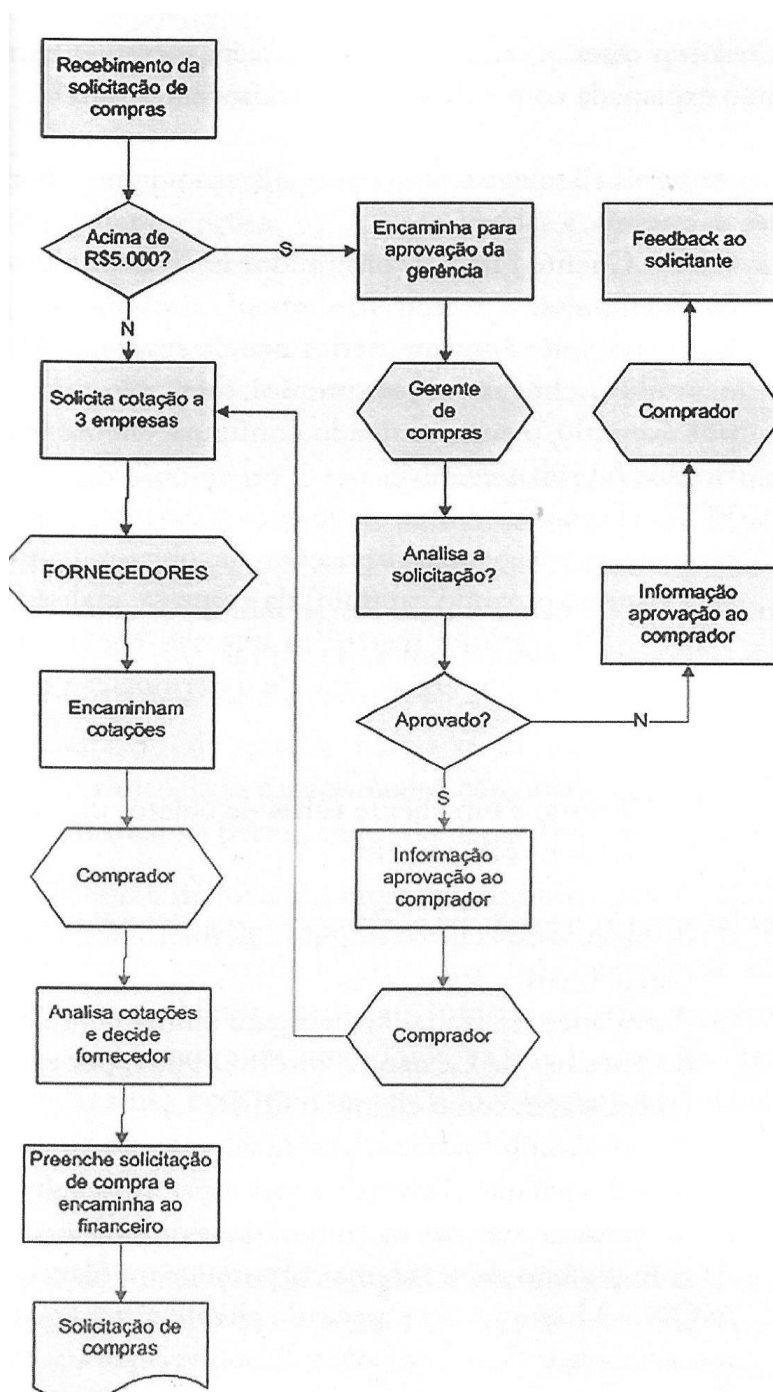 Recebimento da
solicitação de
compras
Acima de
R$5.000?
S
Encaminha para
aprovação da
gerência
Feedback ao
solicitante
N
Solicita cotação a
3 empresas
Gerente
de
compras
Comprador
FORNECEDORES
Analisa a
solicitação?
Informação
aprovação ao
comprador
Encaminham
cotações
Aprovado?
N
S
Comprador
Informação
aprovação ao
comprador
Analisa cotações
e decide
fornecedor
Comprador
Preenche solicitação
de compra e
encaminha ao
financeiro
Solicitação de
compras